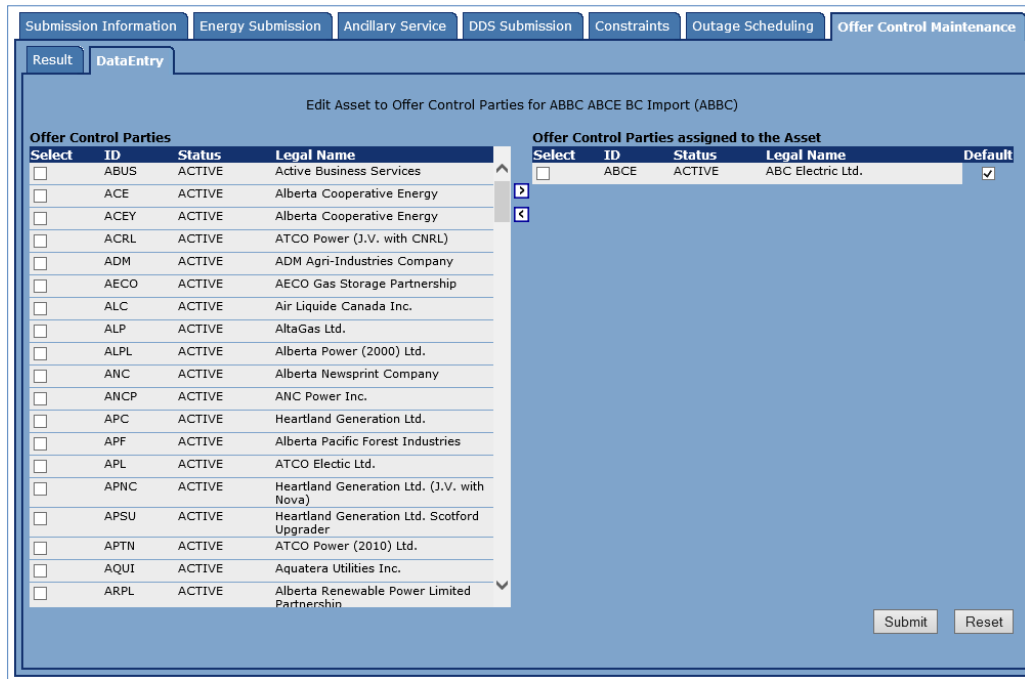 Submission Information Energy Submission Ancillary Service DDS Submission Constraints Outage Scheduling Offer Control Maintenance
Result DataEntry
Edit Asset to Offer Control Parties for ABBC ABCE BC Import (ABBC)
Offer Control Parties
Select ID Status Legal Name
ABUS ACTIVE Active Business Services
ACE ACTIVE Alberta Cooperative Energy
ACEY ACTIVE Alberta Cooperative Energy
ACRL ACTIVE ATCO Power (J.V. with CNRL)
ADM ACTIVE ADM Agri-Industries Company
AECO ACTIVE AECO Gas Storage Partnership
ALC ACTIVE Air Liquide Canada Inc.
ALP ACTIVE AltaGas Ltd.
ALPL ACTIVE Alberta Power (2000) Ltd.
ANC ACTIVE Alberta Newsprint Company
ANCP ACTIVE ANC Power Inc.
APC ACTIVE Heartland Generation Ltd.
APF ACTIVE Alberta Pacific Forest Industries
APL ACTIVE ATCO Electic Ltd.
APNC ACTIVE Heartland Generation Ltd. (J.V. with
Nova)
APSU ACTIVE Heartland Generation Ltd. Scotford
Upgrader
APTN ACTIVE ATCO Power (2010) Ltd.
AQUI ACTIVE Aquatera Utilities Inc.
ARPL ACTIVE Alberta Renewable Power Limited
Partnership
Offer Control Parties assigned to the Asset
Select ID Status Legal Name Default
ABCE ACTIVE ABC Electric Ltd.
Submit Reset